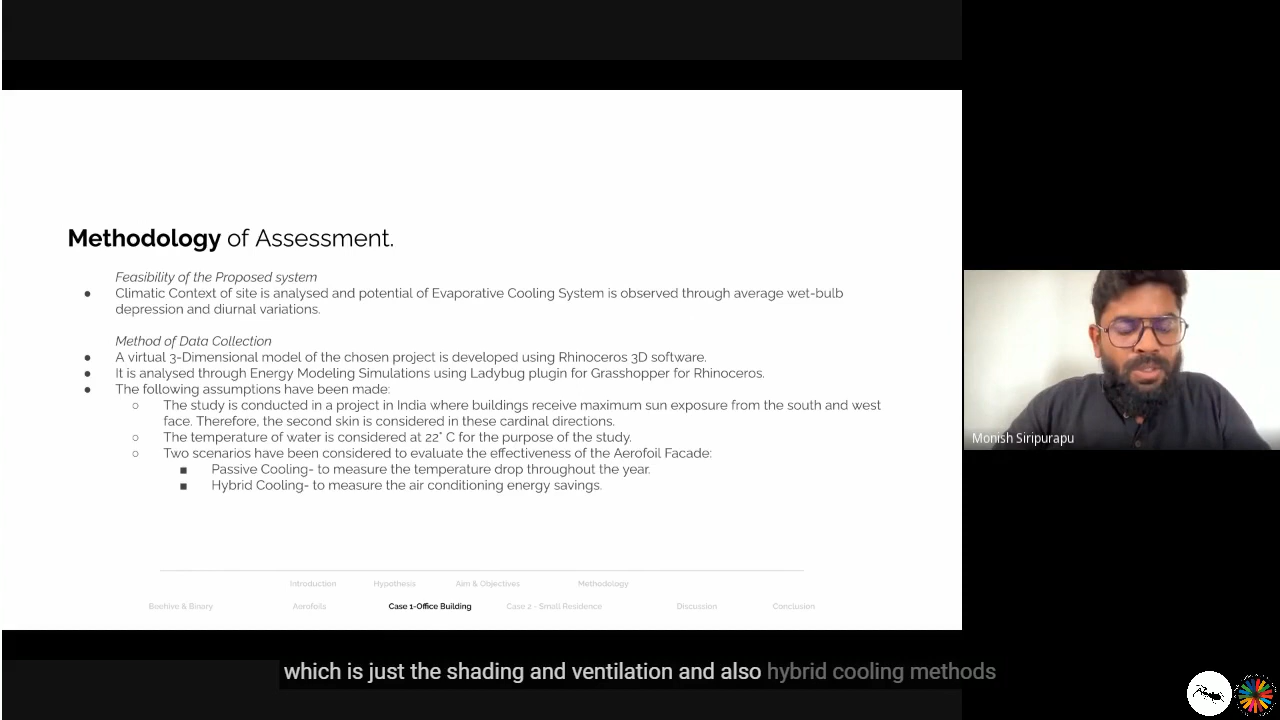 Methodology of Assessment.
Feasibility of the Proposed system
● Climatic Context of site is analysed and potential of Evaporative Cooling System is observed through average wet-bulb
depression and diurnal variations.
Method of Data Collection
● A virtual 3-Dimensional model of the chosen project is developed using Rhinoceros 3D software.
● It is analysed through Energy Modeling Simulations using Ladybug plugin for Grasshopper for Rhinoceros.
● The following assumptions have been made:
○ The study is conducted in a project in India where buildings receive maximum sun exposure from the south and west
face. Therefore, the second skin is considered in these cardinal directions.
○ The temperature of water is considered at 22° C for the purpose of the study.
○ Two scenarios have been considered to evaluate the effectiveness of the Aerofoil Facade:
■ Passive Cooling- to measure the temperature drop throughout the year.
■ Hybrid Cooling- to measure the air conditioning energy savings.
Monish Siripurapu
Introduction Hypothesis Aim & Objectives Methodology
Beehive & Binary Aerofoils Case 1-Office Building Case 2 - Small Residence Discussion Conclusion
which is just the shading and ventilation and also hybrid cooling methods